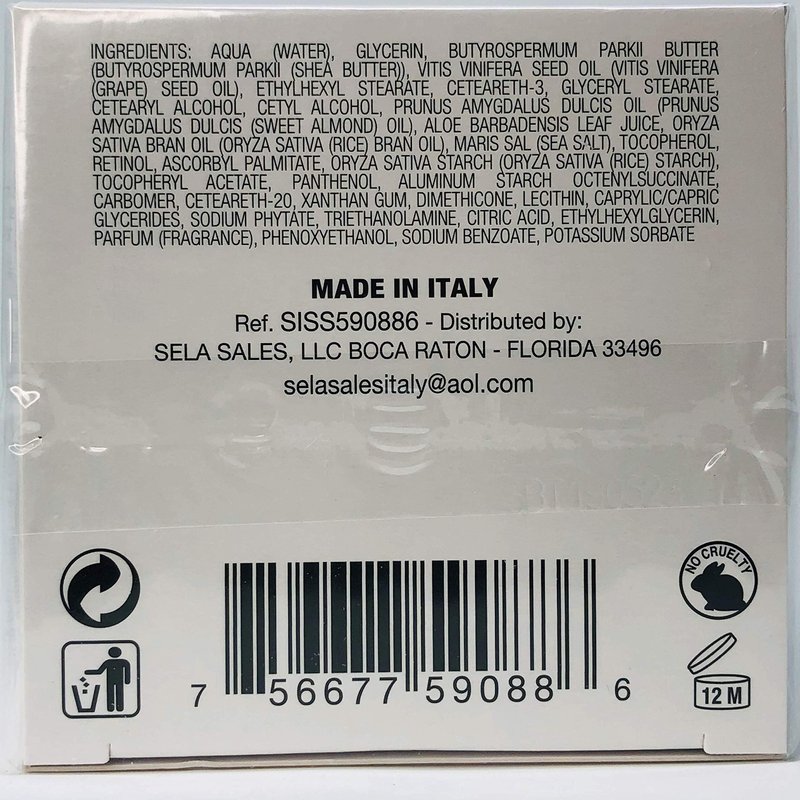 INGREDIENTS: AQUA (WATER), GLYCERIN, BUTYROSPERMUM PARKII BUTTER
(BUTYROSPERMUM PARKII (SHEA BUTTER)), VITIS VINIFERA SEED OIL (VITIS VINIFERA
(GRAPE) SEED OIL), ETHYLHEXYL STEARATE, CETEARETH-3, GLYCERYL STEARATE,
CETEARYL ALCOHOL, CETYL ALCOHOL, PRUNUS AMYGDALUS DULCIS OIL (PRUNUS
AMYGDALUS DULCIS (SWEET ALMOND) OIL), ALOE BARBADENSIS LEAF JUICE, ORYZA
SATIVA BRAN OIL (ORYZA SATIVA (RICE) BRAN OIL), MARIS SAL (SEA SALT), TOCOPHEROL,
RETINOL, ASCORBYL PALMITATE, ORYZA SATIVA STARCH (ORYZA SATIVA (RICE) STARCH),
TOCOPHERYL ACETATE, PANTHENOL, ALUMINUM STARCH OCTENYLSUCCINATE,
CARBOMER, CETEARETH-20, XANTHAN GUM, DIMETHICONE, LECITHIN, CAPRYLIC/CAPRIC
GLYCERIDES, SODIUM PHYTATE, TRIETHANOLAMINE, CITRIC ACID, ETHYLHEXYLGLYCERIN,
PARFUM (FRAGRANCE), PHENOXYETHANOL, SODIUM BENZOATE, POTASSIUM SORBATE
MADE IN ITALY
Ref. SISS590886 - Distributed by:
SELA SALES, LLC BOCA RATON - FLORIDA 33496
selasalesitaly@aol.com
NO CRUELTY
12 M
7 56677 59088 6